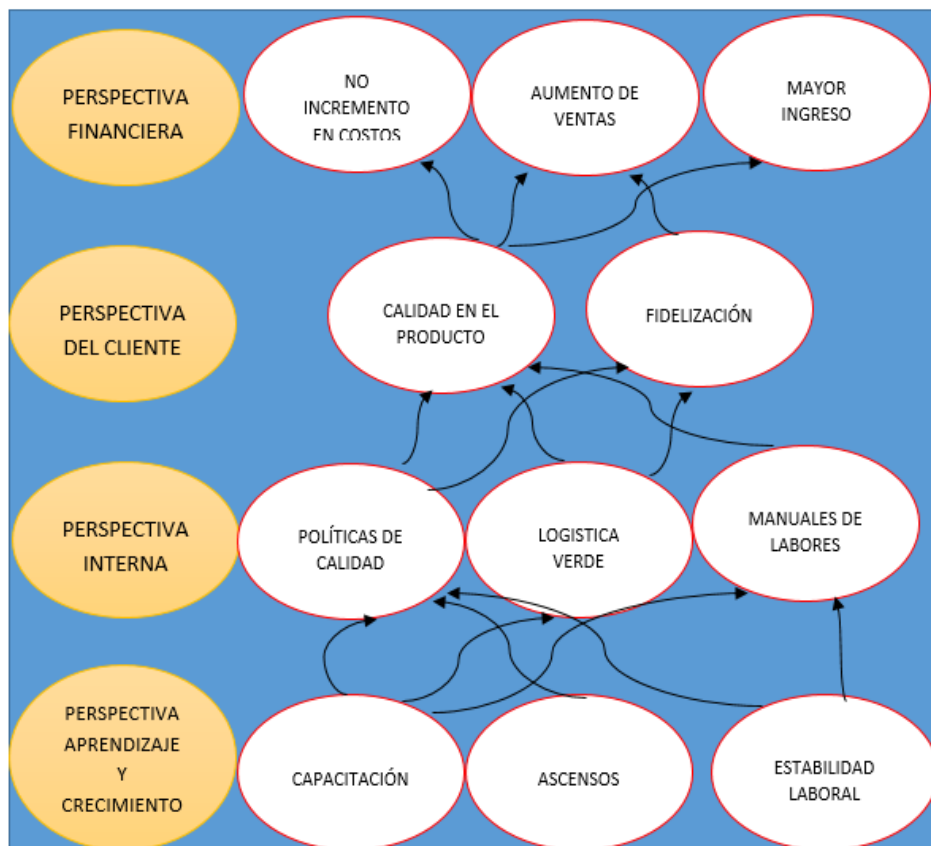 PERSPECTIVA
FINANCIERA
NO
INCREMENTO
EN COSTOS
AUMENTO DE
VENTAS
MAYOR
INGRESO
PERSPECTIVA
DEL CLIENTE
CALIDAD EN EL
PRODUCTO
FIDELIZACIÓN
PERSPECTIVA
INTERNA
POLÍTICAS DE
CALIDAD
LOGISTICA
VERDE
MANUALES DE
LABORES
PERSPECTIVA
APRENDIZAJE
Y
CRECIMIENTO
CAPACITACIÓN
ASCENSOS
ESTABILIDAD
LABORAL